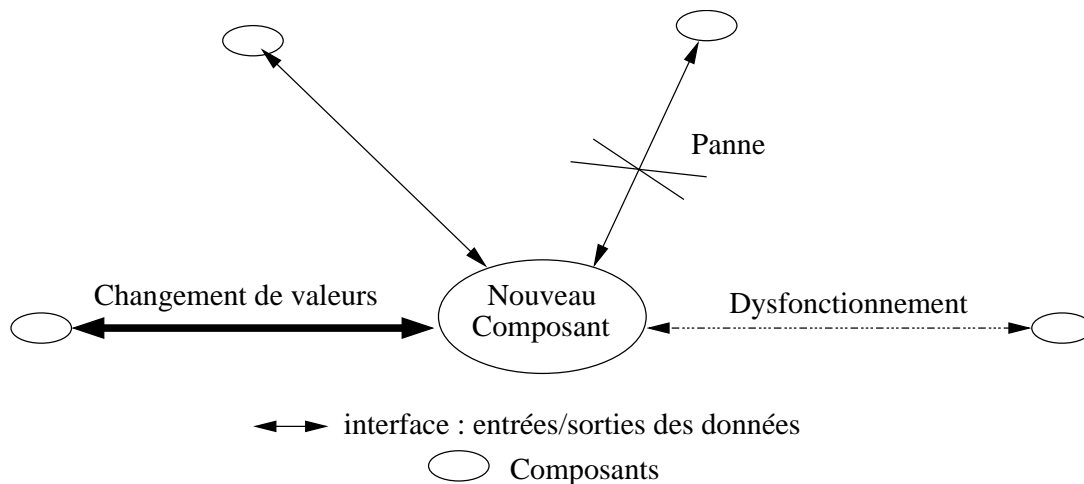 Panne
Changement de valeurs
Nouveau
Composant
Dysfonctionnement
interface : entrées/sorties des données
Composants